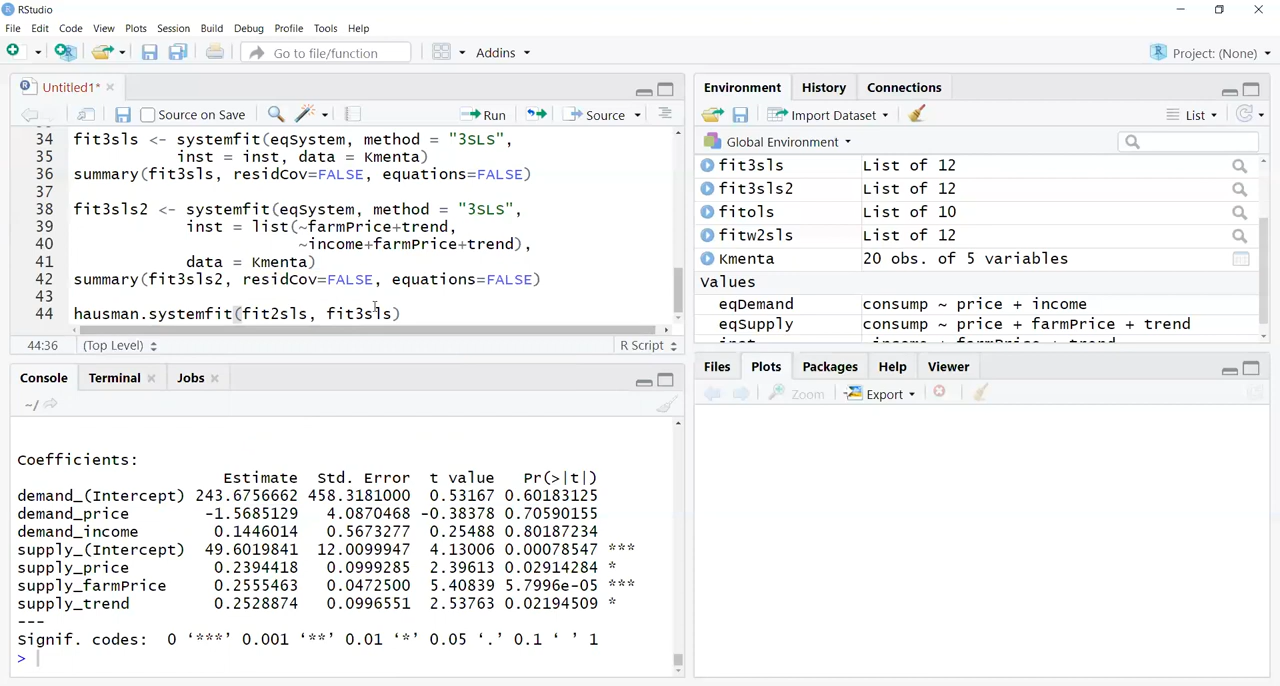 RStudio
File Edit Code View Plots Session Build Debug Profile Tools Help
Go to file/function Addins Project: (None)
Untitled1*
Source on Save Run Source
34 fit3sls <- systemfit(eqSystem, method = "3SLS",
35 inst = inst, data = Kmenta)
36 summary(fit3sls, residCov=FALSE, equations=FALSE)
37
38 fit3sls2 <- systemfit(eqSystem, method = "3SLS",
39 inst = list(~farmPrice+trend,
40 ~income+farmPrice+trend),
41 data = Kmenta)
42 summary(fit3sls2, residCov=FALSE, equations=FALSE)
43
44 hausman.systemfit(fit2sls, fit3sls)
44:36 (Top Level) R Script
Console Terminal Jobs
~/
Coefficients:
Estimate Std. Error t value Pr(>|t|)
demand_(Intercept) 243.6756662 458.3181000 0.53167 0.60183125
demand_price -1.5685129 4.0870468 -0.38378 0.70590155
demand_income 0.1446014 0.5673277 0.25488 0.80187234
supply_(Intercept) 49.6019841 12.0099947 4.13006 0.00078547 ***
supply_price 0.2394418 0.0999285 2.39613 0.02914284 *
supply_farmPrice 0.2555463 0.0472500 5.40839 5.7996e-05 ***
supply_trend 0.2528874 0.0996551 2.53763 0.02194509 *
---
Signif. codes: 0 ‘***’ 0.001 ‘**’ 0.01 ‘*’ 0.05 ‘.’ 0.1 ‘ ’ 1
>
Environment History Connections
Import Dataset List
Global Environment
fit3sls List of 12
fit3sls2 List of 12
fitols List of 10
fitw2sls List of 12
Kmenta 20 obs. of 5 variables
Values
eqDemand consump ~ price + income
eqSupply consump ~ price + farmPrice + trend
Files Plots Packages Help Viewer
Zoom Export